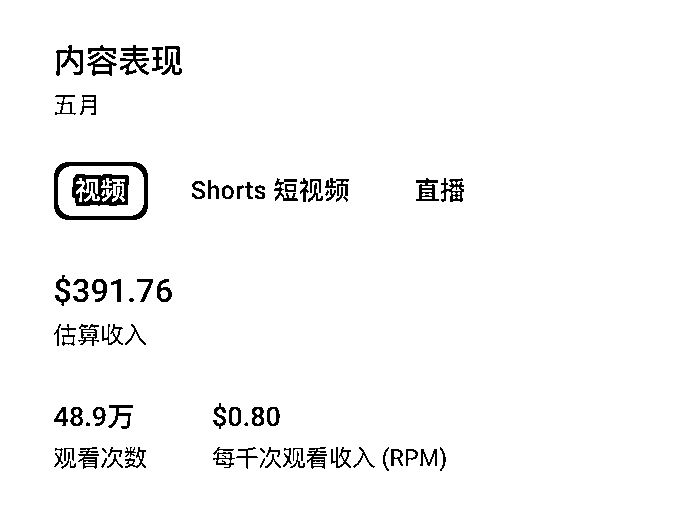 内容表现
五月
视频 Shorts 短视频 直播
$391.76
估算收入
48.9万 $0.80
观看次数 每千次观看收入 (RPM)